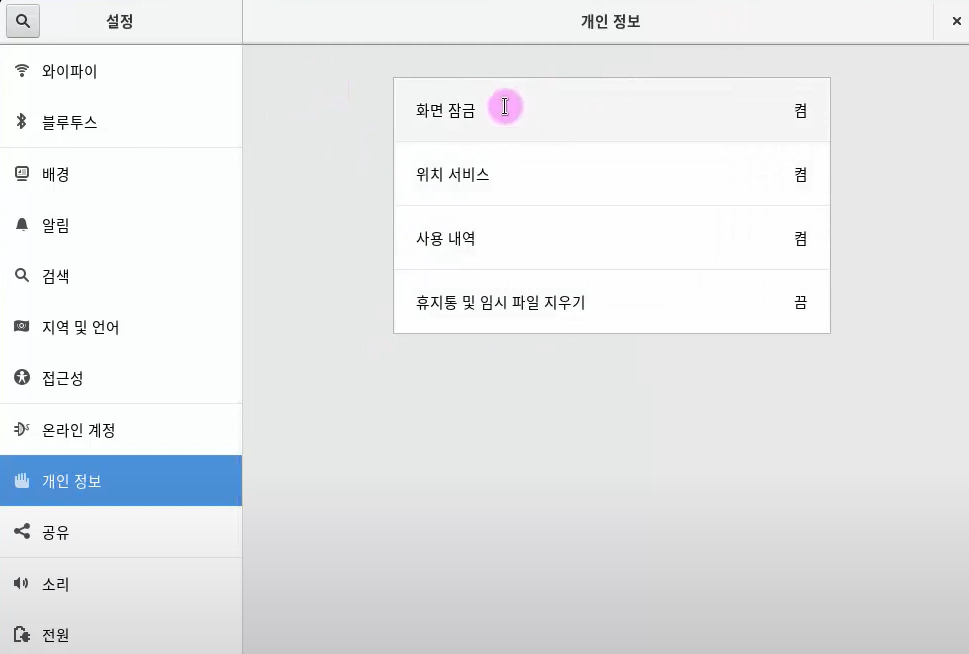 설정
개인 정보
와이파이
블루투스
배경
알림
검색
지역 및 언어
접근성
온라인 계정
개인 정보
공유
소리
전원
화면 잠금 켬
위치 서비스 켬
사용 내역 켬
휴지통 및 임시 파일 지우기 끔